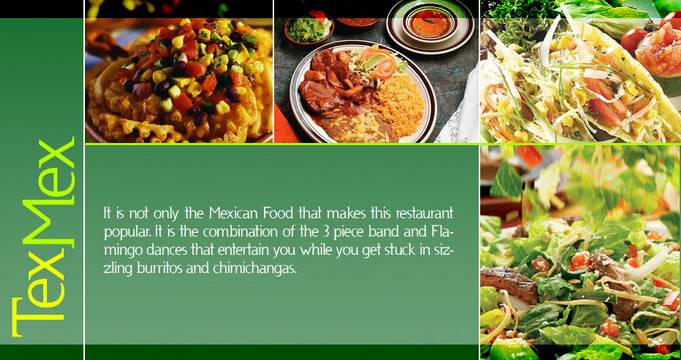 TexMex
It is not only the Mexican Food that makes this restaurant
popular. It is the combination of the 3 piece band and Fla-
mingo dances that entertain you while you get stuck in siz-
zling burritos and chimichangas.